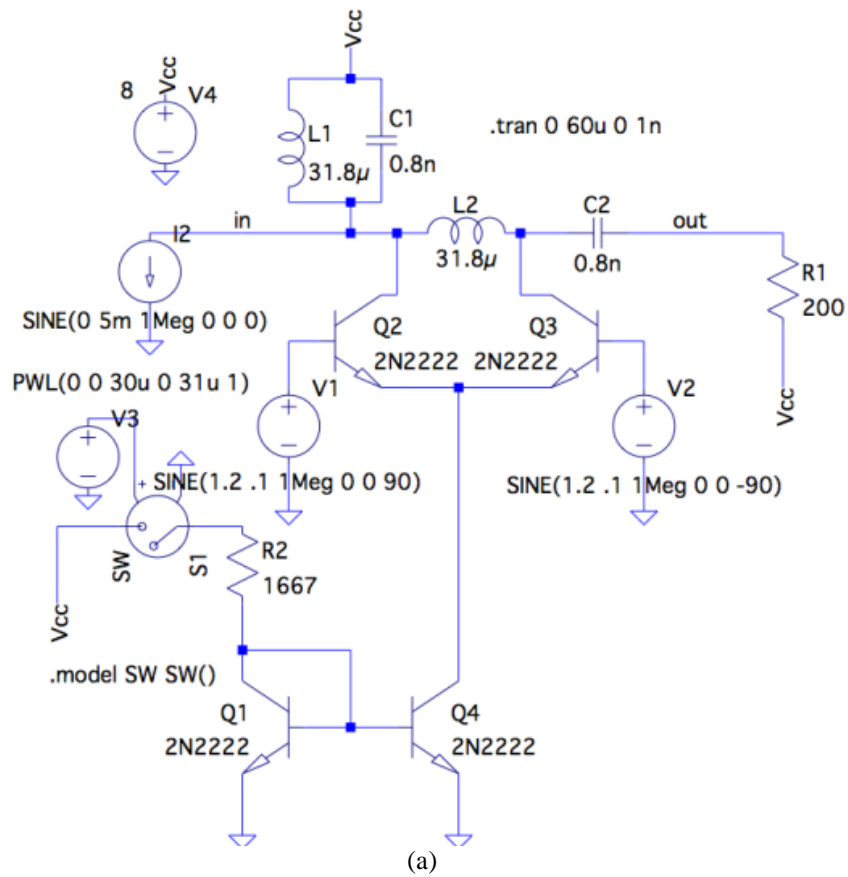 Vcc
8
Vcc
V4
L1
31.8µ
C1
0.8n
.tran 0 60u 0 1n
in
I2
L2
31.8µ
C2
0.8n
out
R1
200
SINE(0 5m 1Meg 0 0 0)
Q2
2N2222
Q3
2N2222
PWL(0 0 30u 0 31u 1)
V3
V1
V2
Vcc
+
SINE(1.2 .1 1Meg 0 0 90)
SINE(1.2 .1 1Meg 0 0 -90)
SW
S1
R2
1667
Vcc
.model SW SW()
Q1
2N2222
Q4
2N2222
(a)